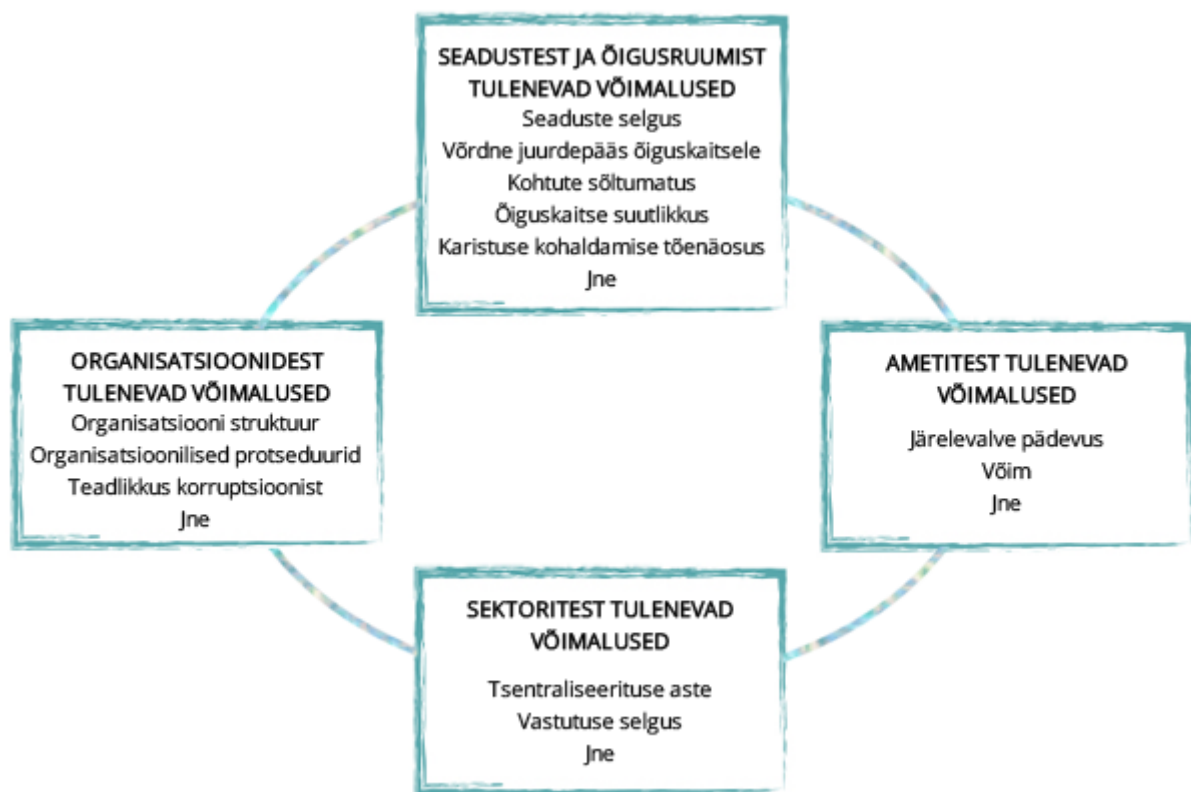 SEADUSTEST JA ÕIGUSRUUMIST
TULENEVAD VÕIMALUSED
Seaduste selgus
Võrdne juurdepääs õiguskaitsele
Kohtute sõltumatus
Õiguskaitse suutlikkus
Karistuse kohaldamise tõenäosus
Jne
ORGANISATSIOONIDEST
TULENEVAD VÕIMALUSED
Organisatsiooni struktuur
Organisatsioonilised protseduurid
Teadlikkus korruptsioonist
Jne
AMETITEST TULENEVAD
VÕIMALUSED
Järelevalve pädevus
Võim
Jne
SEKTORITEST TULENEVAD
VÕIMALUSED
Tsentraliseerituse aste
Vastutuse selgus
Jne